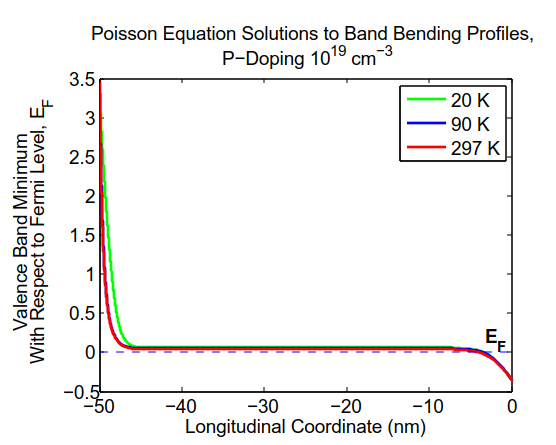 Poisson Equation Solutions to Band Bending Profiles,
P−Doping 10^19 cm^−3
Valence Band Minimum
With Respect to Fermi Level, E_F
3.5
3
2.5
2
1.5
1
0.5
0
−0.5
20 K
90 K
297 K
E_F
−50
−40
−30
−20
−10
0
Longitudinal Coordinate (nm)